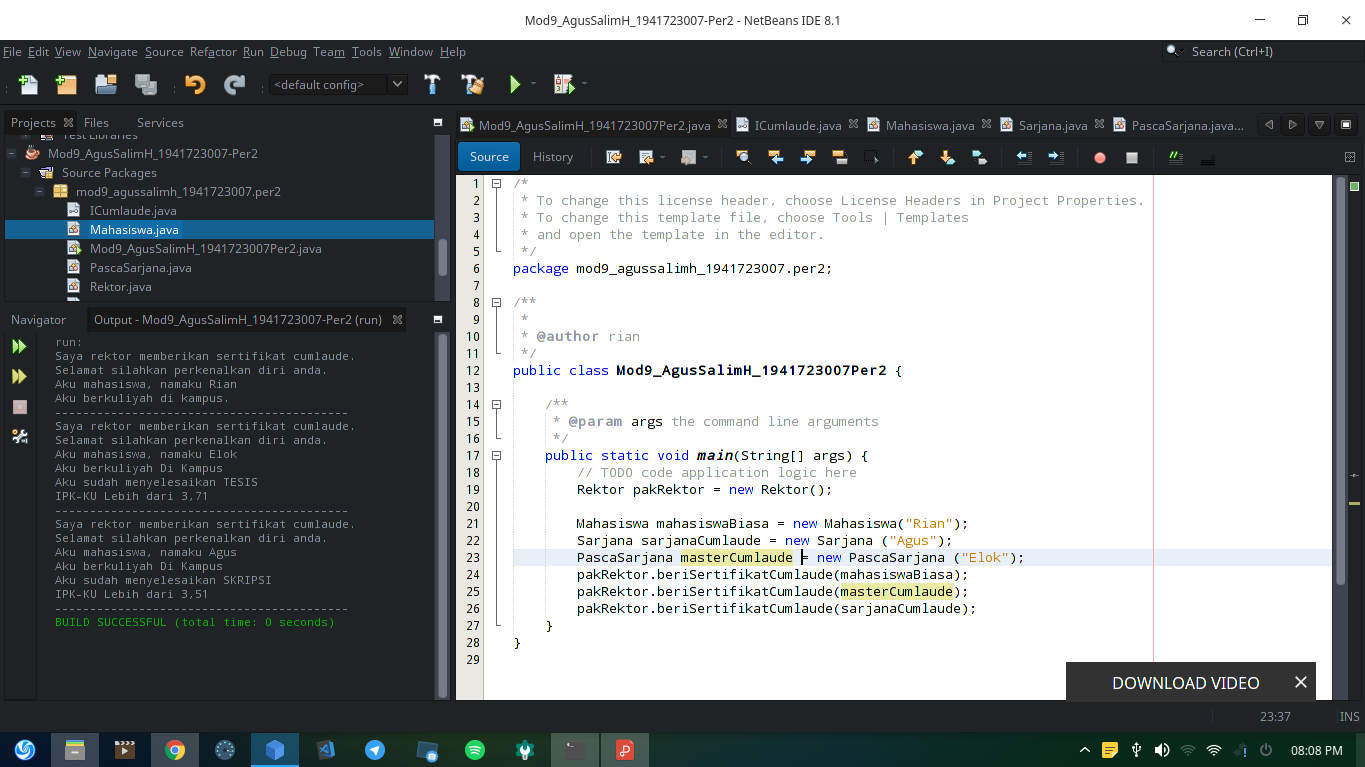 Mod9_AgusSalimH_1941723007-Per2 - NetBeans IDE 8.1
File Edit View Navigate Source Refactor Run Debug Team Tools Window Help
Search (Ctrl+I)
<default config>
Projects Files Services
Test Libraries
Mod9_AgusSalimH_1941723007-Per2
Source Packages
mod9_agussalimh_1941723007.per2
ICumlaude.java
Mahasiswa.java
Mod9_AgusSalimH_1941723007Per2.java
PascaSarjana.java
Rektor.java
Navigator
Output - Mod9_AgusSalimH_1941723007-Per2 (run)
run:
Saya rektor memberikan sertifikat cumlaude.
Selamat silahkan perkenalkan diri anda.
Aku mahasiswa, namaku Rian
Aku berkuliyah di kampus.
------------------------------------------
Saya rektor memberikan sertifikat cumlaude.
Selamat silahkan perkenalkan diri anda.
Aku mahasiswa, namaku Elok
Aku berkuliyah Di Kampus
Aku sudah menyelesaikan TESIS
IPK-KU Lebih dari 3,71
------------------------------------------
Saya rektor memberikan sertifikat cumlaude.
Selamat silahkan perkenalkan diri anda.
Aku mahasiswa, namaku Agus
Aku berkuliyah Di Kampus
Aku sudah menyelesaikan SKRIPSI
IPK-KU Lebih dari 3,51
------------------------------------------
BUILD SUCCESSFUL (total time: 0 seconds)
Mod9_AgusSalimH_1941723007Per2.java ICumlaude.java Mahasiswa.java Sarjana.java PascaSarjana.java...
Source History
1 /*
2 * To change this license header, choose License Headers in Project Properties.
3 * To change this template file, choose Tools | Templates
4 * and open the template in the editor.
5 */
6 package mod9_agussalimh_1941723007.per2;
7
8 /**
9 *
10 * @author rian
11 */
12 public class Mod9_AgusSalimH_1941723007Per2 {
13
14 /**
15 * @param args the command line arguments
16 */
17 public static void main(String[] args) {
18 // TODO code application logic here
19 Rektor pakRektor = new Rektor();
20
21 Mahasiswa mahasiswaBiasa = new Mahasiswa("Rian");
22 Sarjana sarjanaCumlaude = new Sarjana ("Agus");
23 PascaSarjana masterCumlaude = new PascaSarjana ("Elok");
24 pakRektor.beriSertifikatCumlaude(mahasiswaBiasa);
25 pakRektor.beriSertifikatCumlaude(masterCumlaude);
26 pakRektor.beriSertifikatCumlaude(sarjanaCumlaude);
27 }
28 }
29
DOWNLOAD VIDEO
23:37 INS
08:08 PM